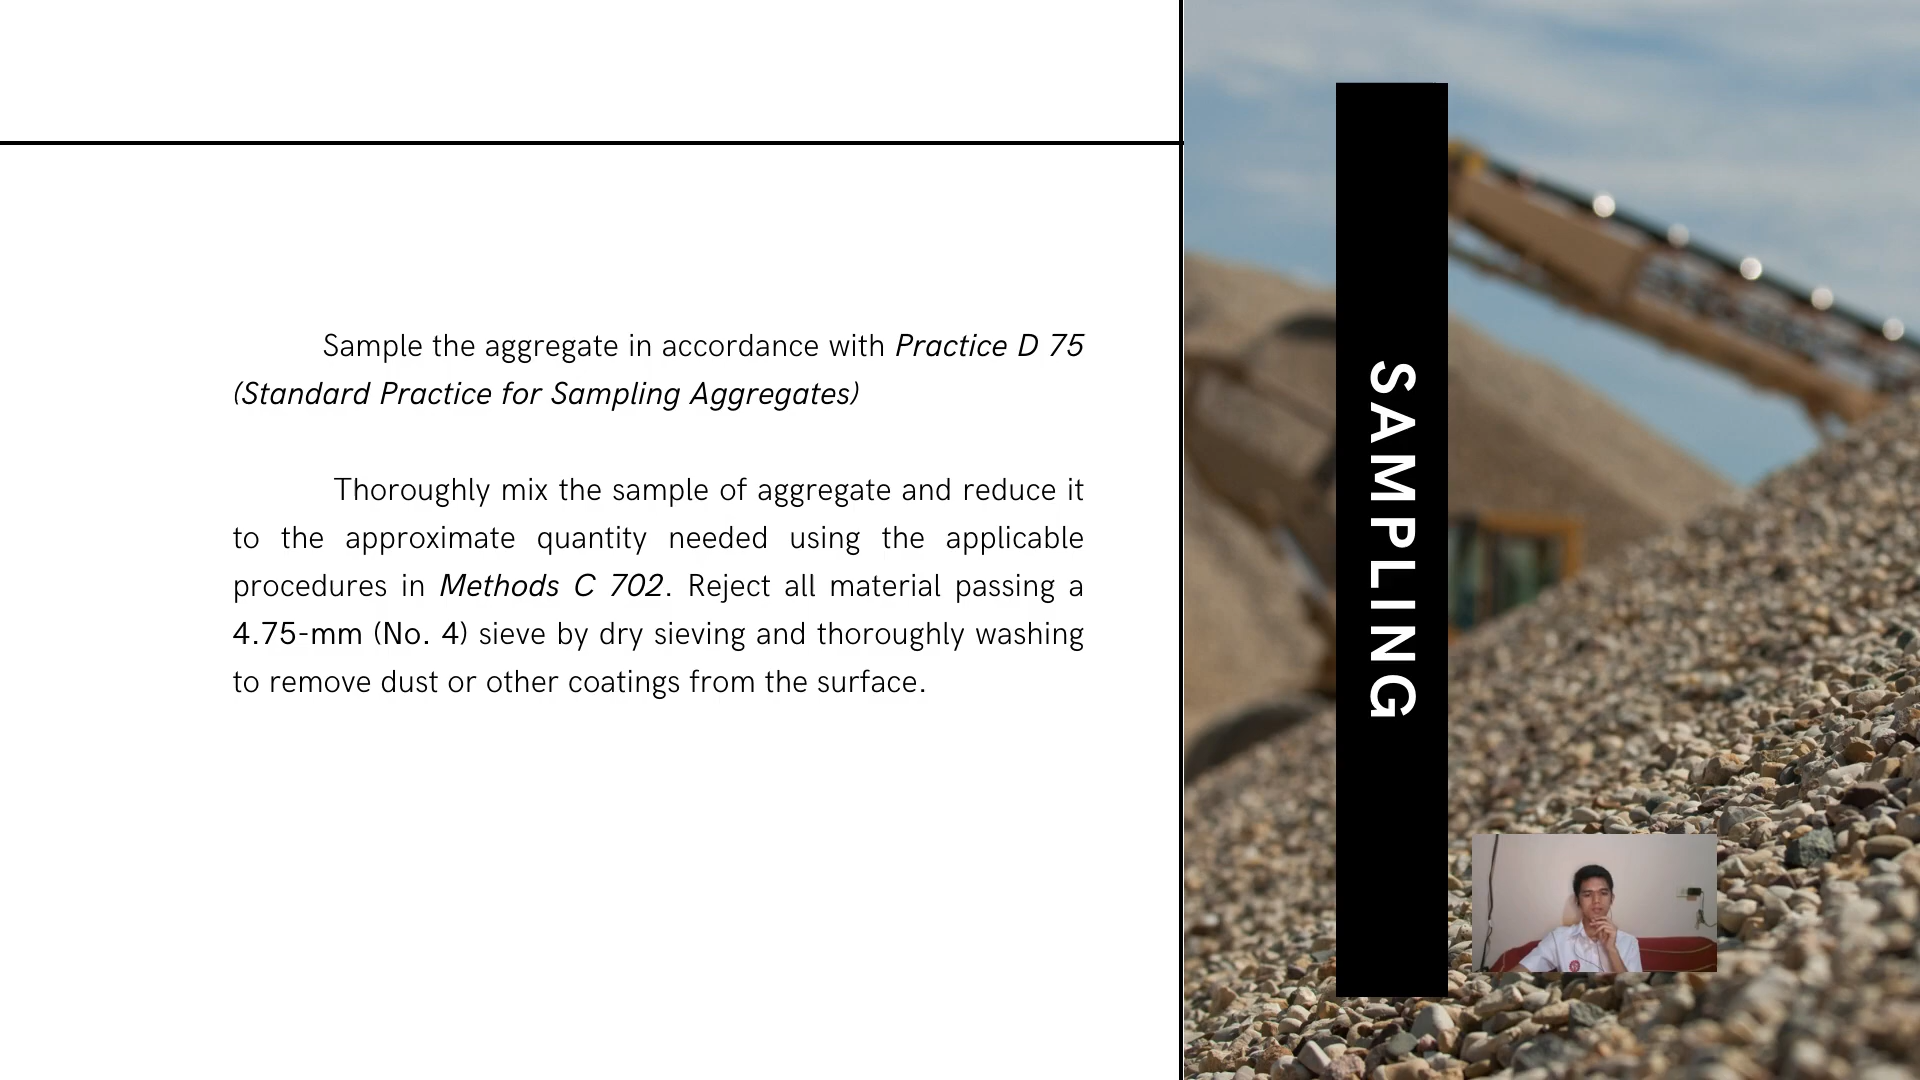 Sample the aggregate in accordance with Practice D 75
(Standard Practice for Sampling Aggregates)
Thoroughly mix the sample of aggregate and reduce it
to the approximate quantity needed using the applicable
procedures in Methods C 702. Reject all material passing a
4.75-mm (No. 4) sieve by dry sieving and thoroughly washing
to remove dust or other coatings from the surface.
SAMPLING